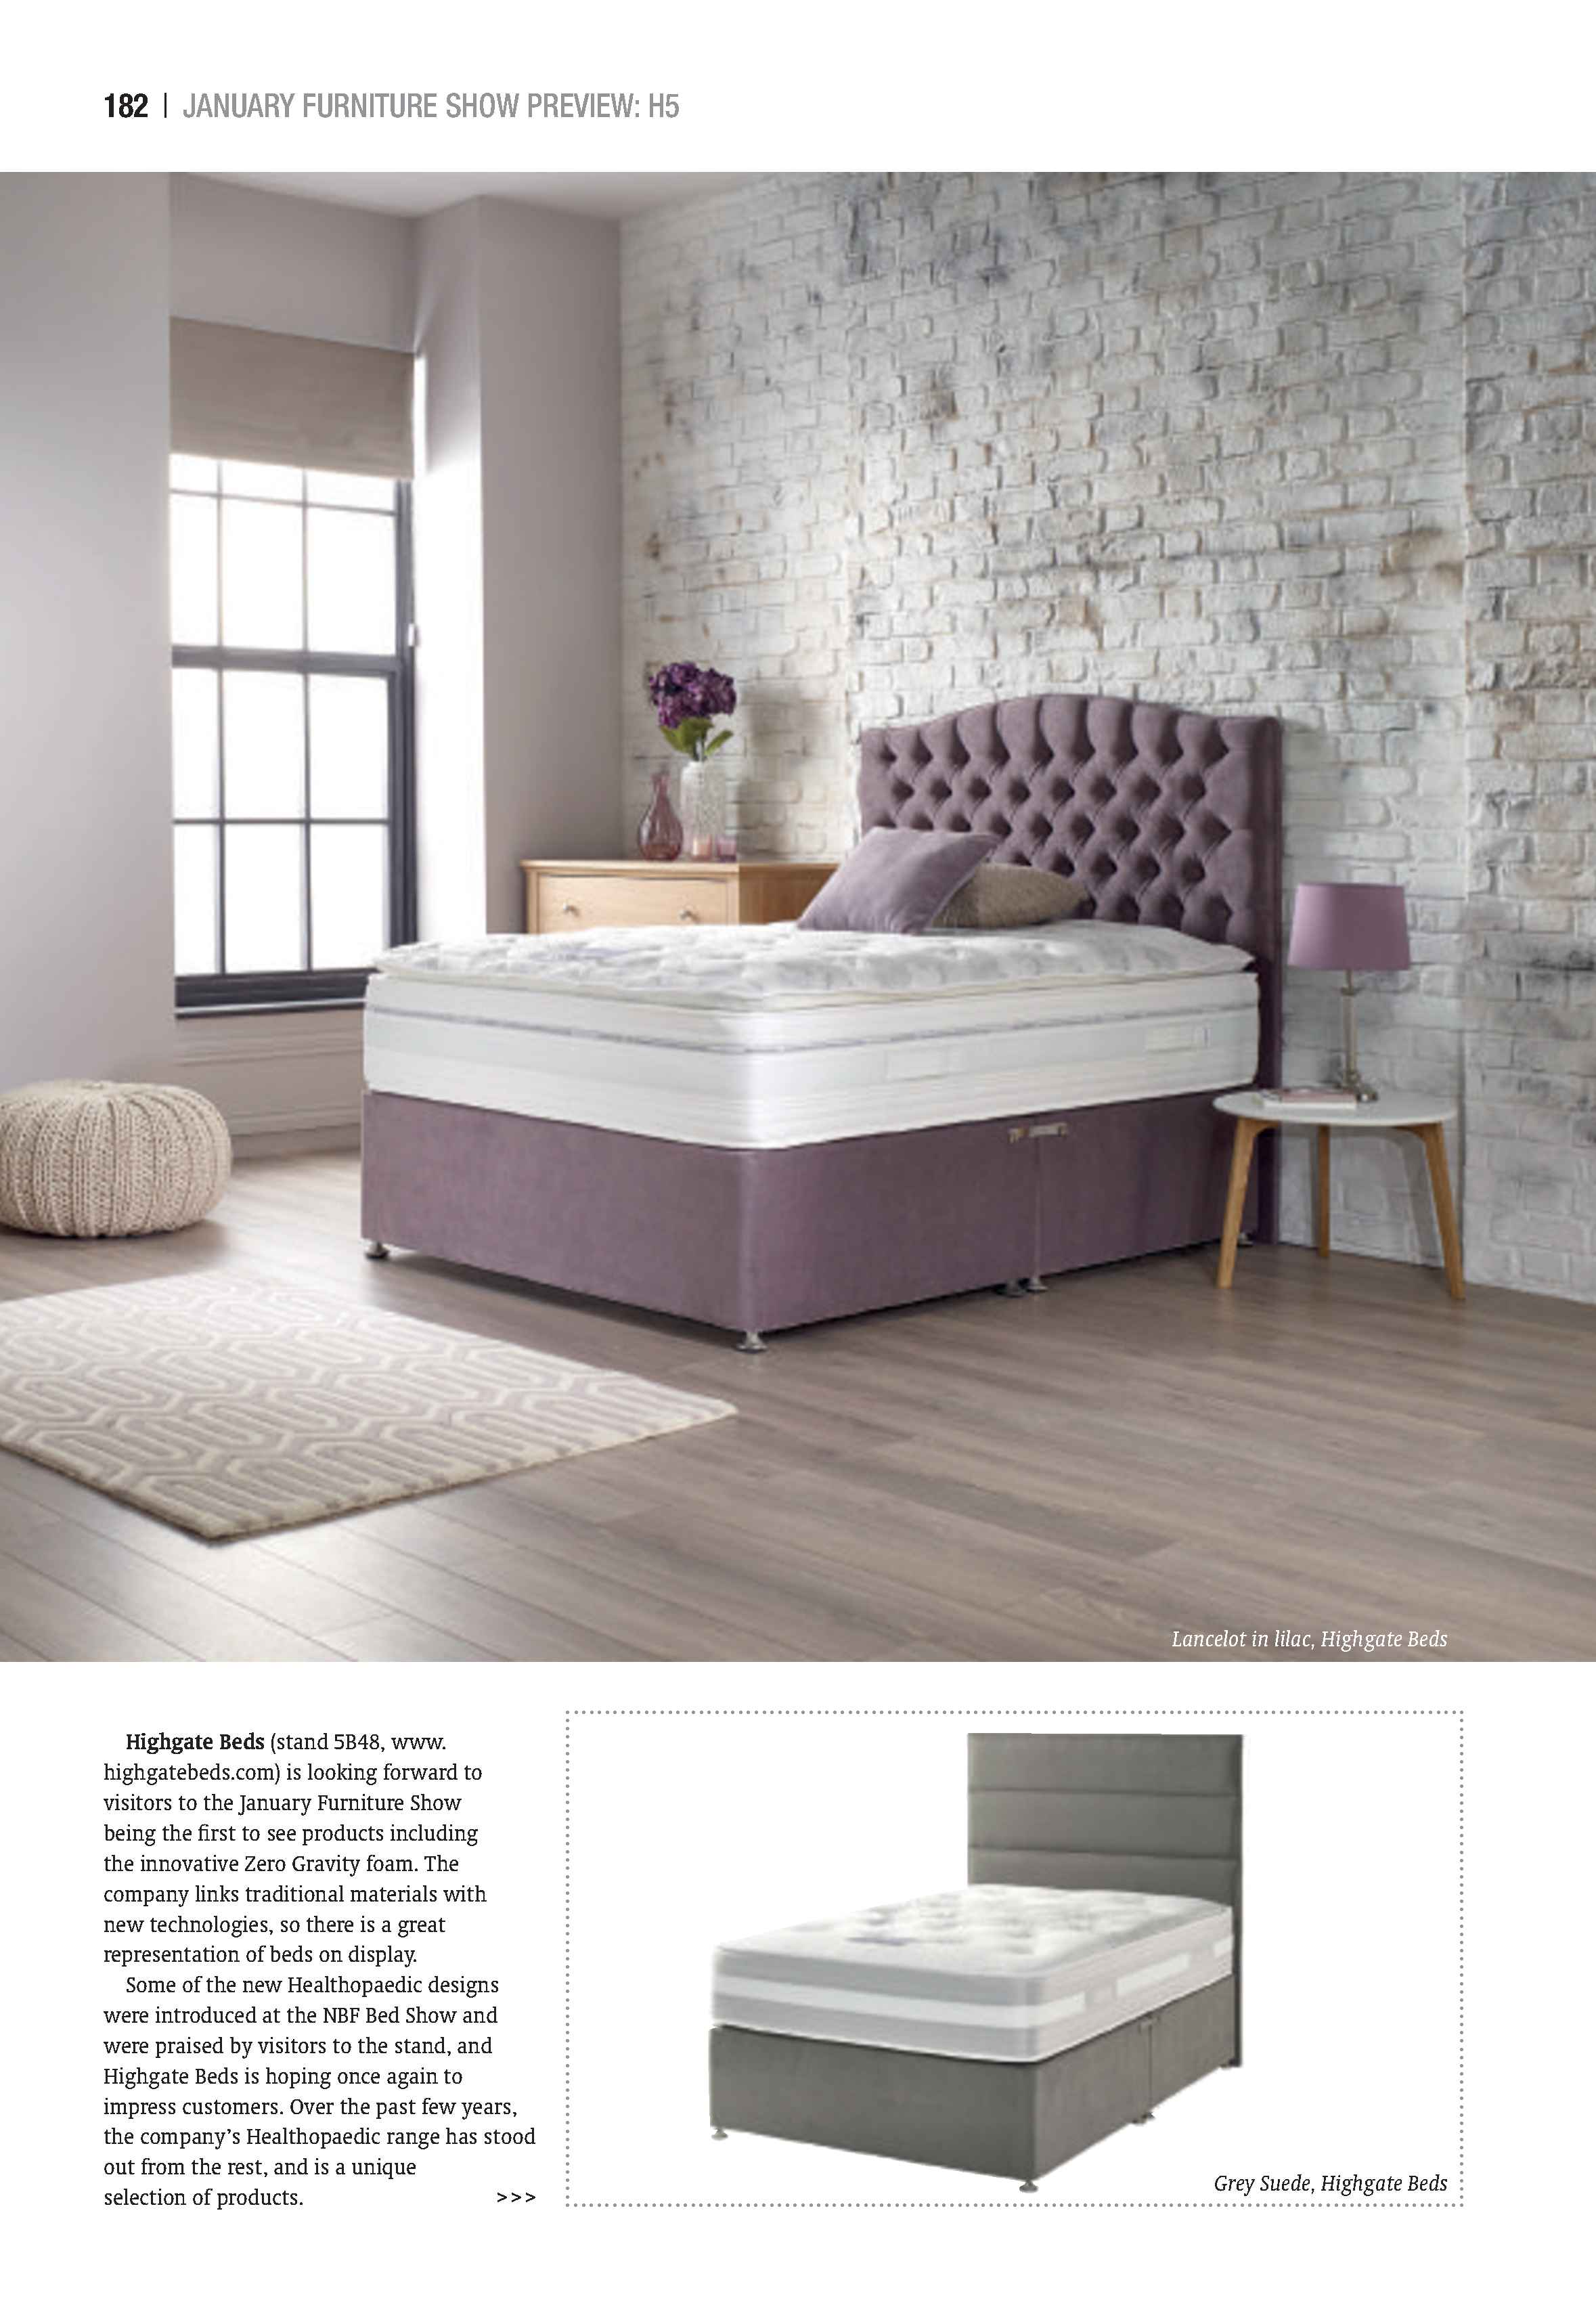 182 | JANUARY FURNITURE SHOW PREVIEW: H5
Lancelot in lilac, Highgate Beds
Highgate Beds (stand 5B48, www.
highgatebeds.com) is looking forward to
visitors to the January Furniture Show
being the first to see products including
the innovative Zero Gravity foam. The
company links traditional materials with
new technologies, so there is a great
representation of beds on display.
Some of the new Healthopaedic designs
were introduced at the NBF Bed Show and
were praised by visitors to the stand, and
Highgate Beds is hoping once again to
impress customers. Over the past few years,
the company’s Healthopaedic range has stood
out from the rest, and is a unique
selection of products. >>>
Grey Suede, Highgate Beds